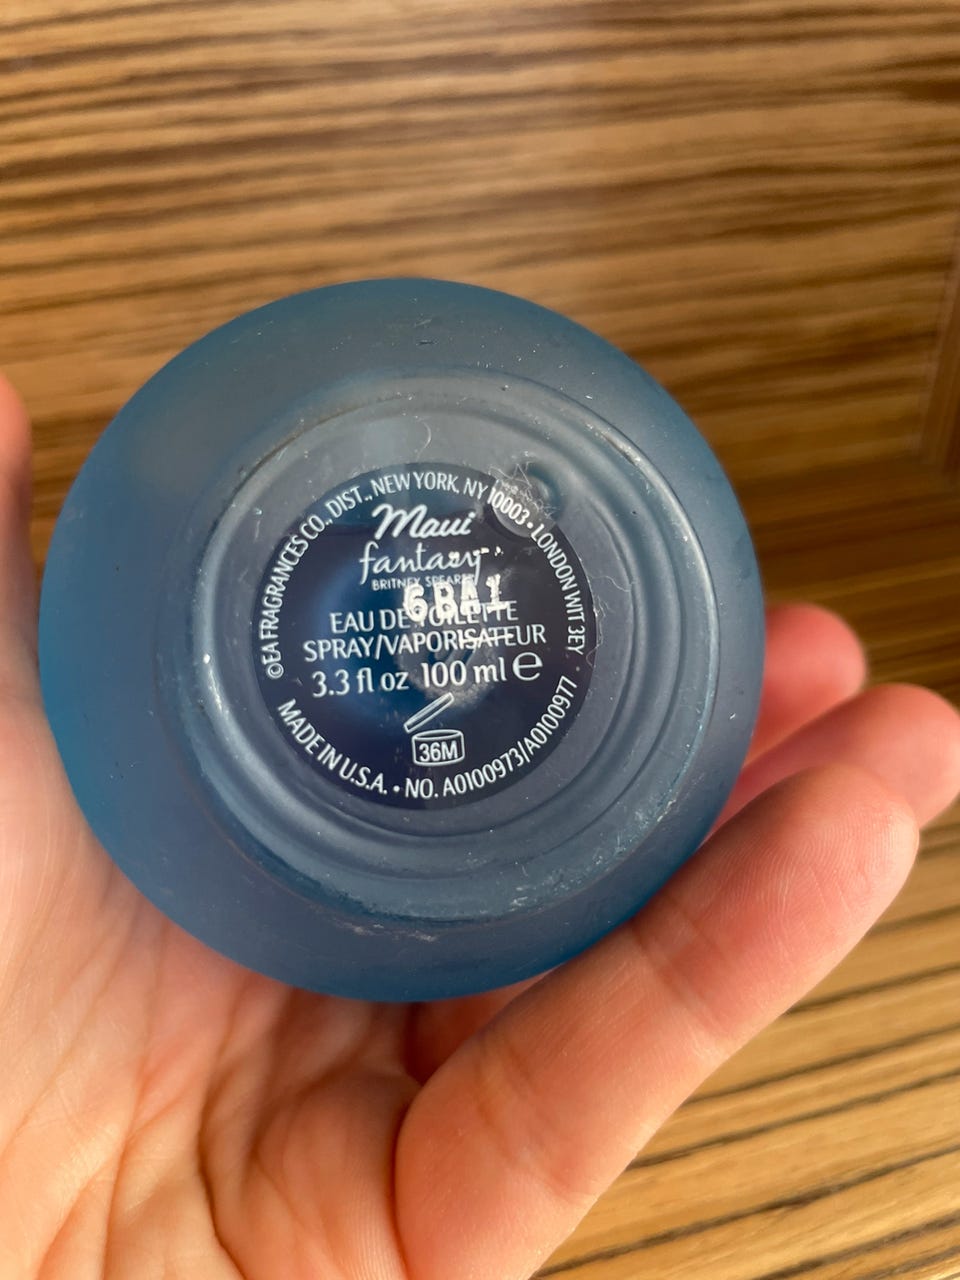 ©EA FRAGRANCES CO., DIST., NEW YORK, NY 10003 • LONDON W1T 3EY •
Maui
fantasy
BRITNEY SPEARS
6BA1
EAU DE TOILETTE
SPRAY/VAPORISATEUR
3.3 fl oz 100 ml ℮
36M
MADE IN U.S.A. • NO. A0100973/A0100977